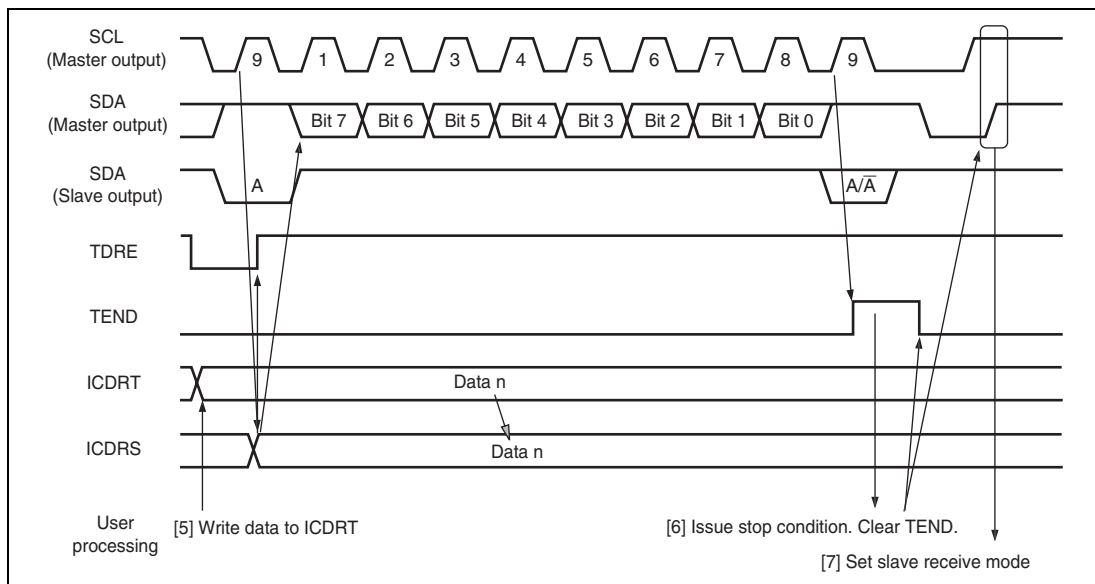 SCL
(Master output)
9 1 2 3 4 5 6 7 8 9
SDA
(Master output)
Bit 7 Bit 6 Bit 5 Bit 4 Bit 3 Bit 2 Bit 1 Bit 0
SDA
(Slave output)
A A/A̅
TDRE
TEND
ICDRT
Data n
ICDRS
Data n
User
processing
[5] Write data to ICDRT
[6] Issue stop condition. Clear TEND.
[7] Set slave receive mode